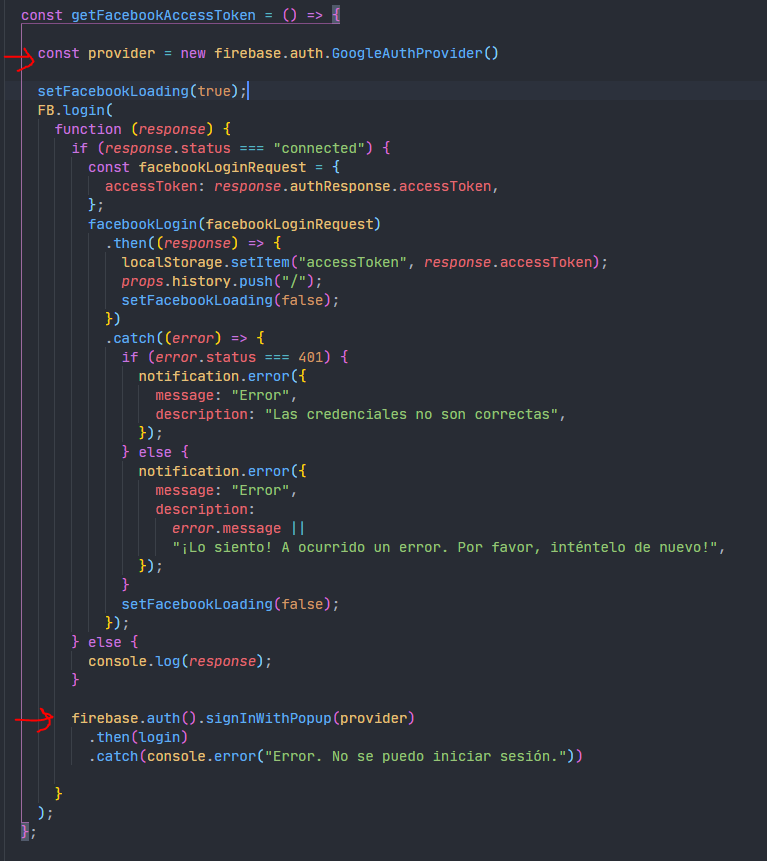 const getFacebookAccessToken = () => {
const provider = new firebase.auth.GoogleAuthProvider()
setFacebookLoading(true);
FB.login(
function (response) {
if (response.status === "connected") {
const facebookLoginRequest = {
accessToken: response.authResponse.accessToken,
};
facebookLogin(facebookLoginRequest)
.then((response) => {
localStorage.setItem("accessToken", response.accessToken);
props.history.push("/");
setFacebookLoading(false);
})
.catch((error) => {
if (error.status === 401) {
notification.error({
message: "Error",
description: "Las credenciales no son correctas",
});
} else {
notification.error({
message: "Error",
description:
error.message ||
"¡Lo siento! A ocurrido un error. Por favor, inténtelo de nuevo!",
});
}
setFacebookLoading(false);
});
} else {
console.log(response);
}
firebase.auth().signInWithPopup(provider)
.then(login)
.catch(console.error("Error. No se puedo iniciar sesión."))
}
);
};